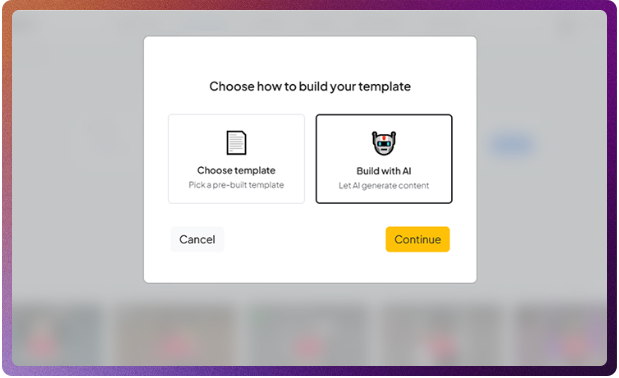 Choose how to build your template
Choose template
Pick a pre-built template
Build with AI
Let AI generate content
Cancel
Continue